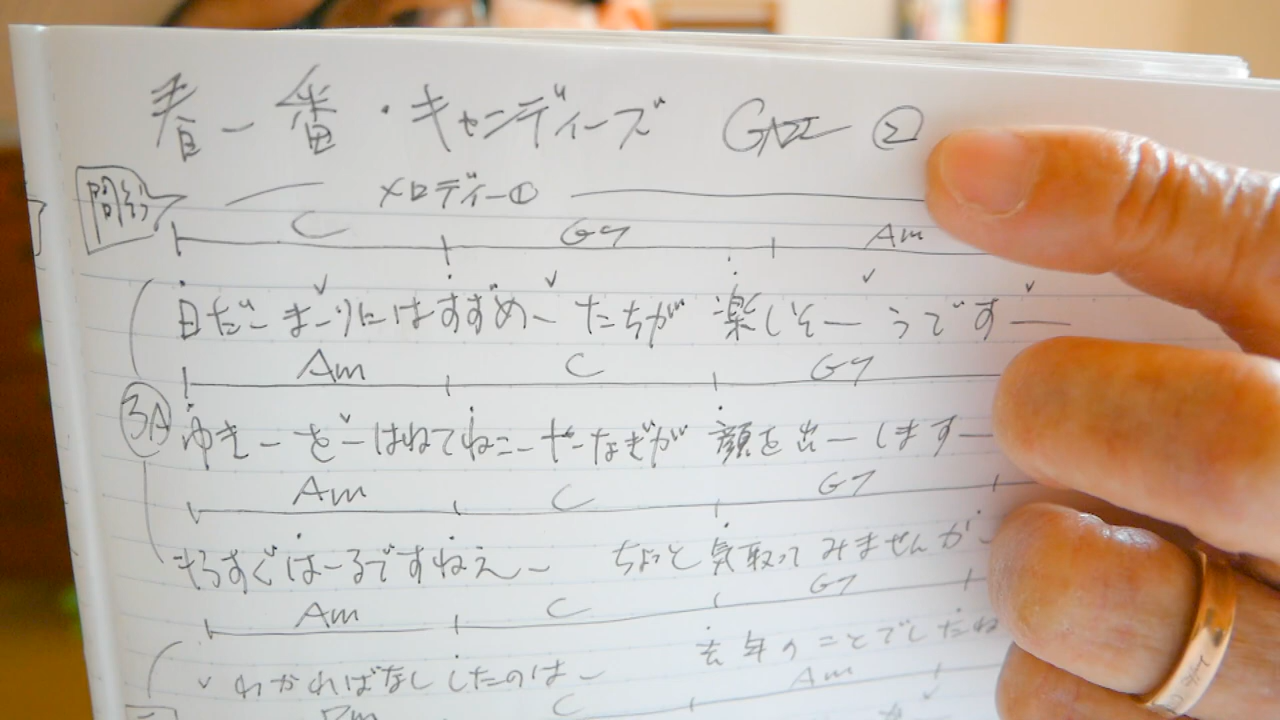 春一番・キャンディーズ ②
間奏 メロディー①
C G7 Am
日だーまーりにはすずめーたちが 楽しそーうですー
Am C G7
ゆきーをーはねてねこーやーなぎが 顔を出ーしますー
3A
Am C G7
もうすぐはーるですねえー ちょっと気取ってみませんか
Am C G7
わかればなししたのはー 去年のことでしたね
Dm C Am